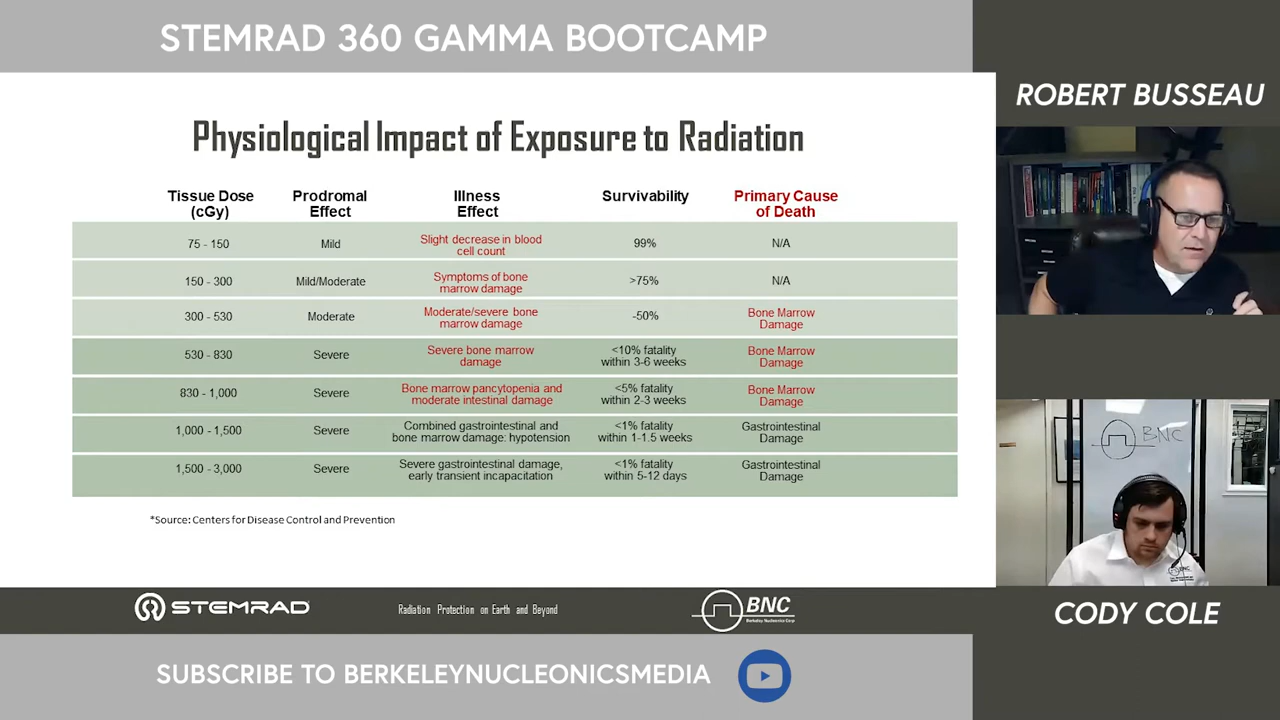 STEMRAD 360 GAMMA BOOTCAMP
Physiological Impact of Exposure to Radiation
Tissue Dose
(cGy)
Prodromal
Effect
Illness
Effect
Survivability
Primary Cause
of Death
75 - 150
Mild
Slight decrease in blood
cell count
99%
N/A
150 - 300
Mild/Moderate
Symptoms of bone
marrow damage
>75%
N/A
300 - 530
Moderate
Moderate/severe bone
marrow damage
-50%
Bone Marrow
Damage
530 - 830
Severe
Severe bone marrow
damage
<10% fatality
within 3-6 weeks
Bone Marrow
Damage
830 - 1,000
Severe
Bone marrow pancytopenia and
moderate intestinal damage
<5% fatality
within 2-3 weeks
Bone Marrow
Damage
1,000 - 1,500
Severe
Combined gastrointestinal and
bone marrow damage: hypotension
<1% fatality
within 1-1.5 weeks
Gastrointestinal
Damage
1,500 - 3,000
Severe
Severe gastrointestinal damage,
early transient incapacitation
<1% fatality
within 5-12 days
Gastrointestinal
Damage
*Source: Centers for Disease Control and Prevention
STEMRAD
Radiation Protection on Earth and Beyond
BNC
Berkeley Nucleonics Corp
SUBSCRIBE TO BERKELEYNUCLEONICSMEDIA
ROBERT BUSSEAU
BNC
BNC
CODY COLE